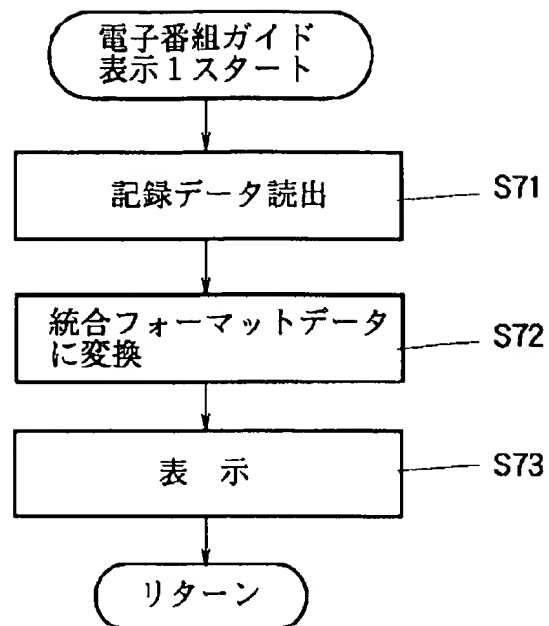 電子番組ガイド
表示1スタート
記録データ読出
S71
統合フォーマットデータ
に変換
S72
表 示
S73
リターン